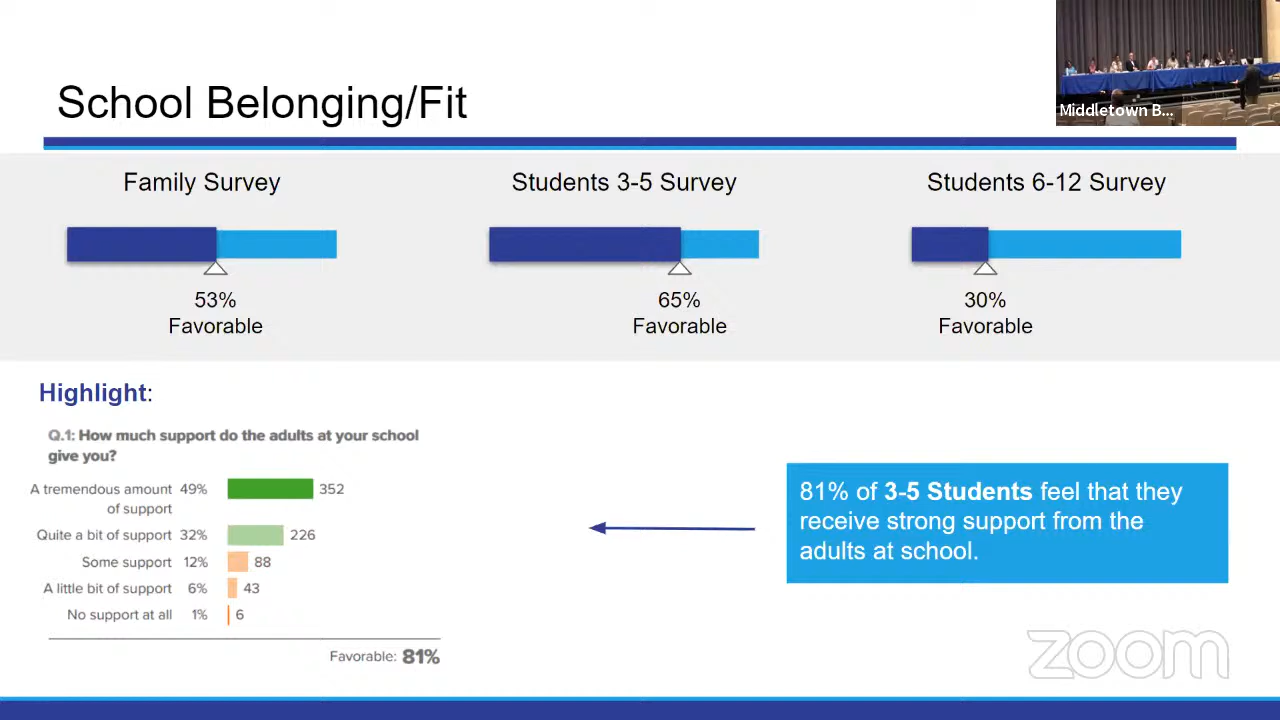 Middletown B...
School Belonging/Fit
Family Survey
Students 3-5 Survey
Students 6-12 Survey
53%
Favorable
65%
Favorable
30%
Favorable
Highlight:
Q.1: How much support do the adults at your school
give you?
A tremendous amount 49% 352
of support
Quite a bit of support 32% 226
Some support 12% 88
A little bit of support 6% 43
No support at all 1% 6
Favorable: 81%
81% of 3-5 Students feel that they
receive strong support from the
adults at school.
zoom